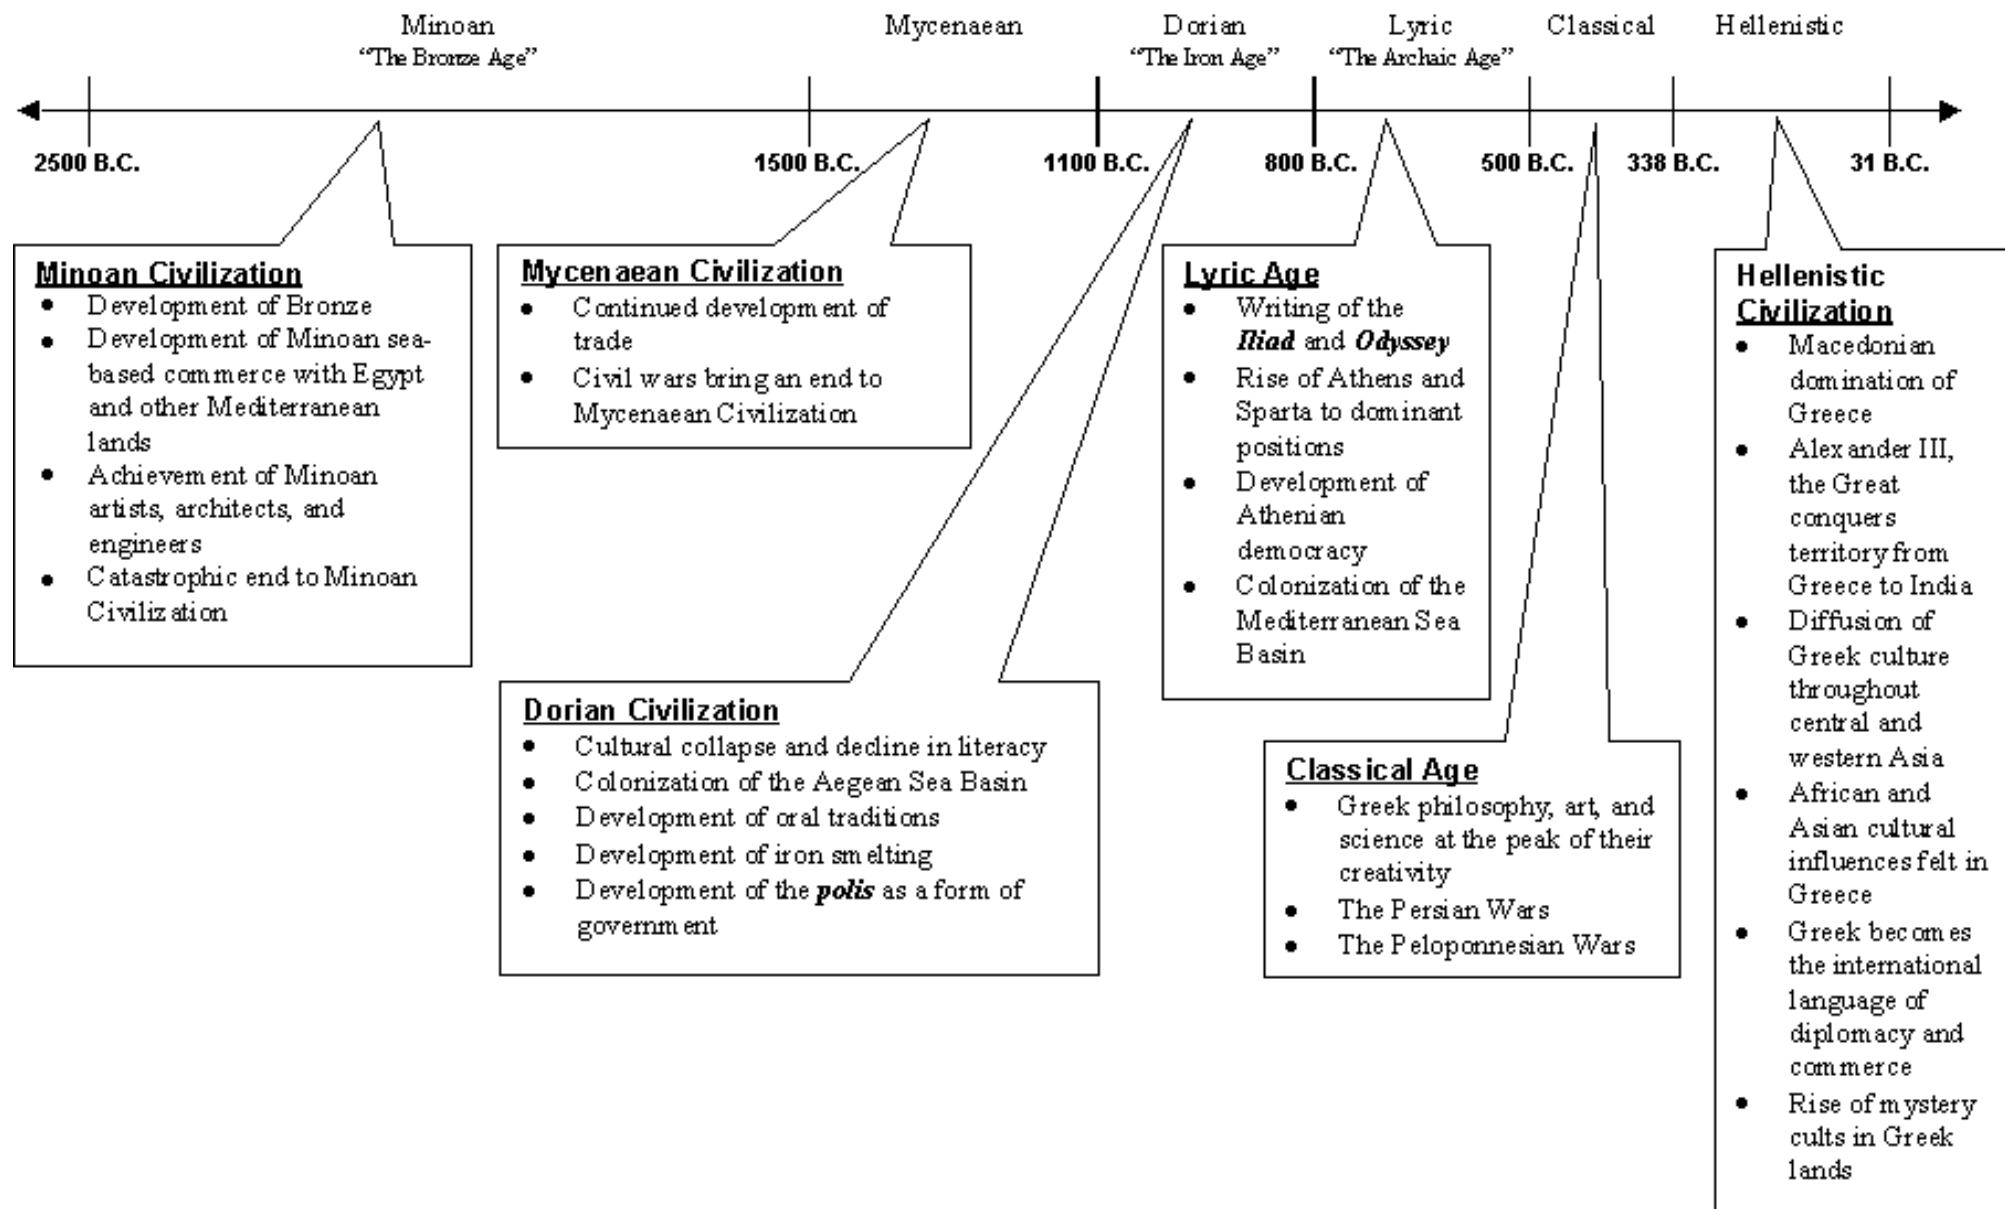 Minoan
“The Bronze Age”
Mycenaean
Dorian
“The Iron Age”
Lyric
“The Archaic Age”
Classical
Hellenistic
2500 B.C.
1500 B.C.
1100 B.C.
800 B.C.
500 B.C.
338 B.C.
31 B.C.
Minoan Civilization
• Development of Bronze
• Development of Minoan sea-
based commerce with Egypt
and other Mediterranean
lands
• Achievement of Minoan
artists, architects, and
engineers
• Catastrophic end to Minoan
Civilization
Mycenaean Civilization
• Continued development of
trade
• Civil wars bring an end to
Mycenaean Civilization
Dorian Civilization
• Cultural collapse and decline in literacy
• Colonization of the Aegean Sea Basin
• Development of oral traditions
• Development of iron smelting
• Development of the polis as a form of
government
Lyric Age
• Writing of the
Iliad and Odyssey
• Rise of Athens and
Sparta to dominant
positions
• Development of
Athenian
democracy
• Colonization of the
Mediterranean Sea
Basin
Classical Age
• Greek philosophy, art, and
science at the peak of their
creativity
• The Persian Wars
• The Peloponnesian Wars
Hellenistic
Civilization
• Macedonian
domination of
Greece
• Alexander III,
the Great
conquers
territory from
Greece to India
• Diffusion of
Greek culture
throughout
central and
western Asia
• African and
Asian cultural
influences felt in
Greece
• Greek becomes
the international
language of
diplomacy and
commerce
• Rise of mystery
cults in Greek
lands